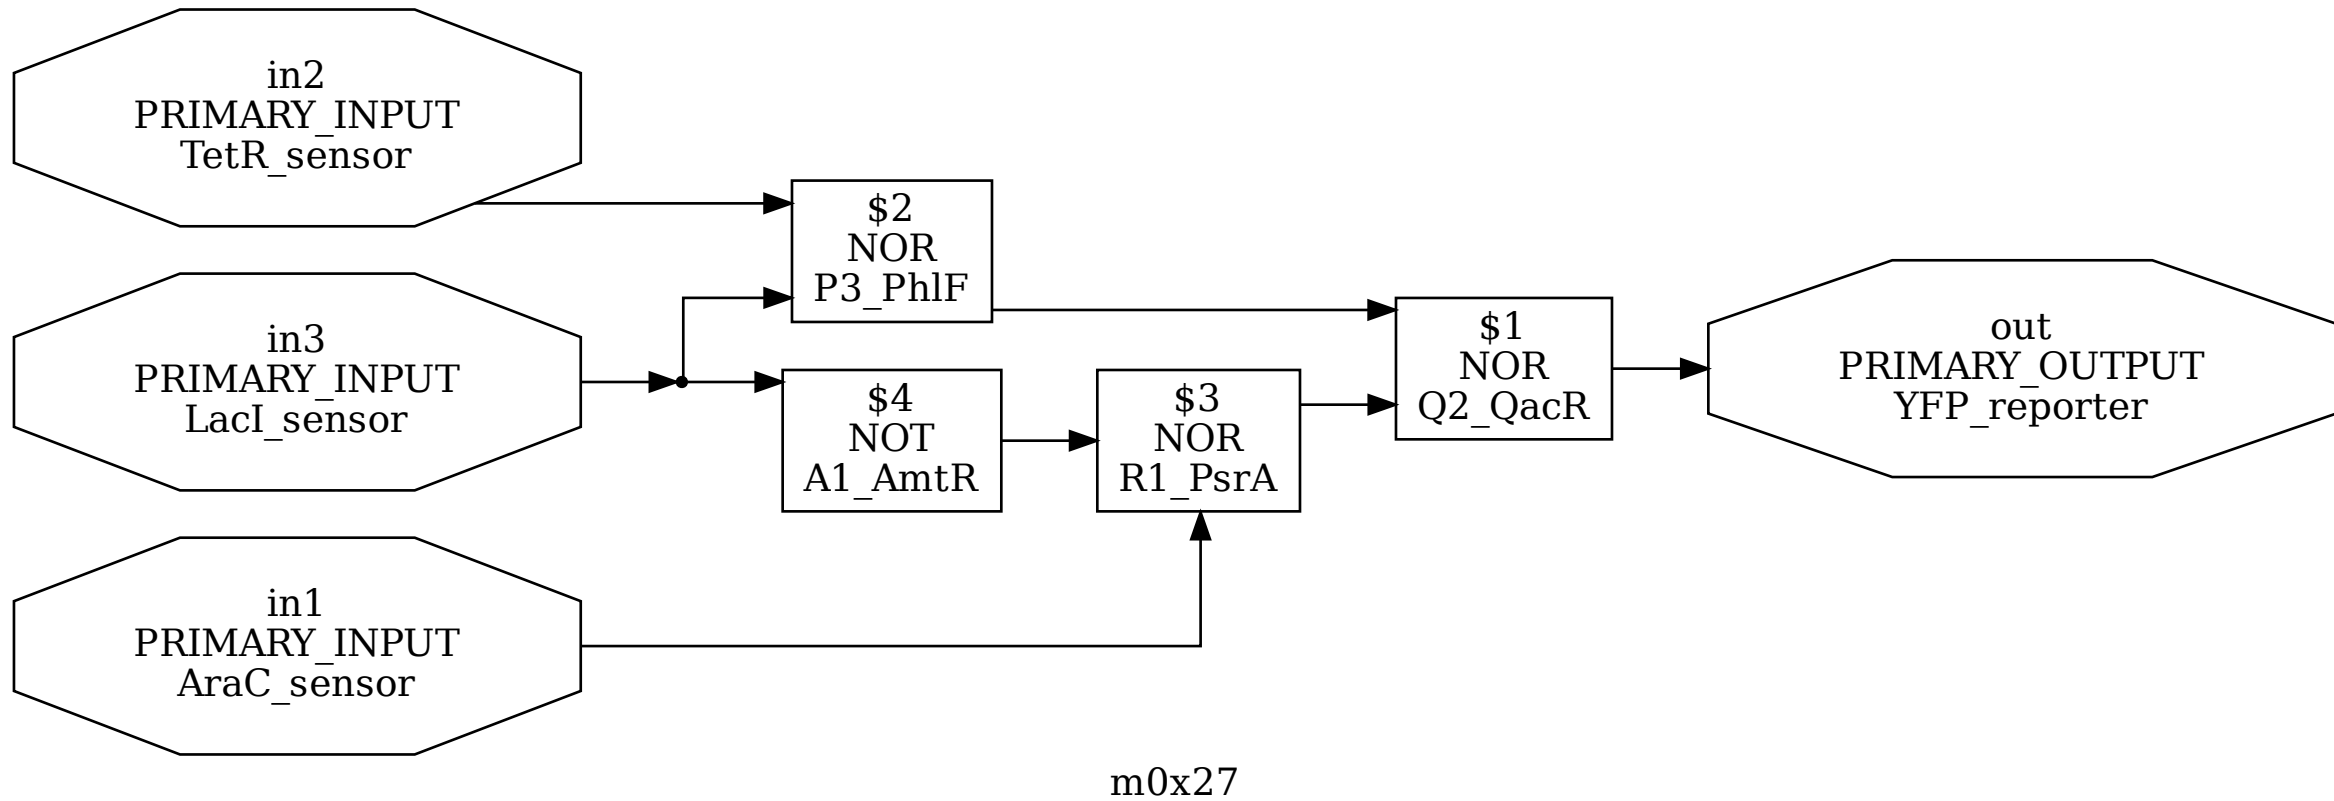 in2
PRIMARY_INPUT
TetR_sensor
$2
NOR
P3_PhlF
in3
PRIMARY_INPUT
LacI_sensor
$4
NOT
A1_AmtR
$3
NOR
R1_PsrA
$1
NOR
Q2_QacR
out
PRIMARY_OUTPUT
YFP_reporter
in1
PRIMARY_INPUT
AraC_sensor
m0x27